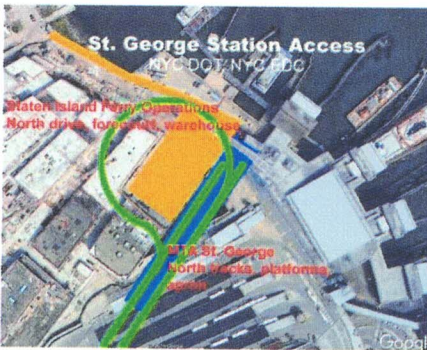 St. George Station Access
NYC DOT/NYC EDC
Staten Island Ferry Operations
North drive, forecourt, warehouse
MTA St. George
North tracks, platforms,
apron
Google